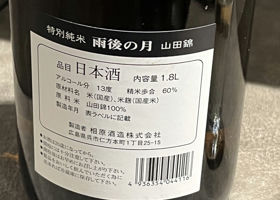 特別純米 雨後の月 山田錦
品目 日本酒 内容量 1.8L
アルコール分 13度 精米歩合 60%
原材料名 米(国産)、米麹(国産米)
原料米 山田錦100%
製造年月 表ラベルに記載
製造者 相原酒造株式会社
広島県呉市仁方本町1丁目25-15
4 936354 044116